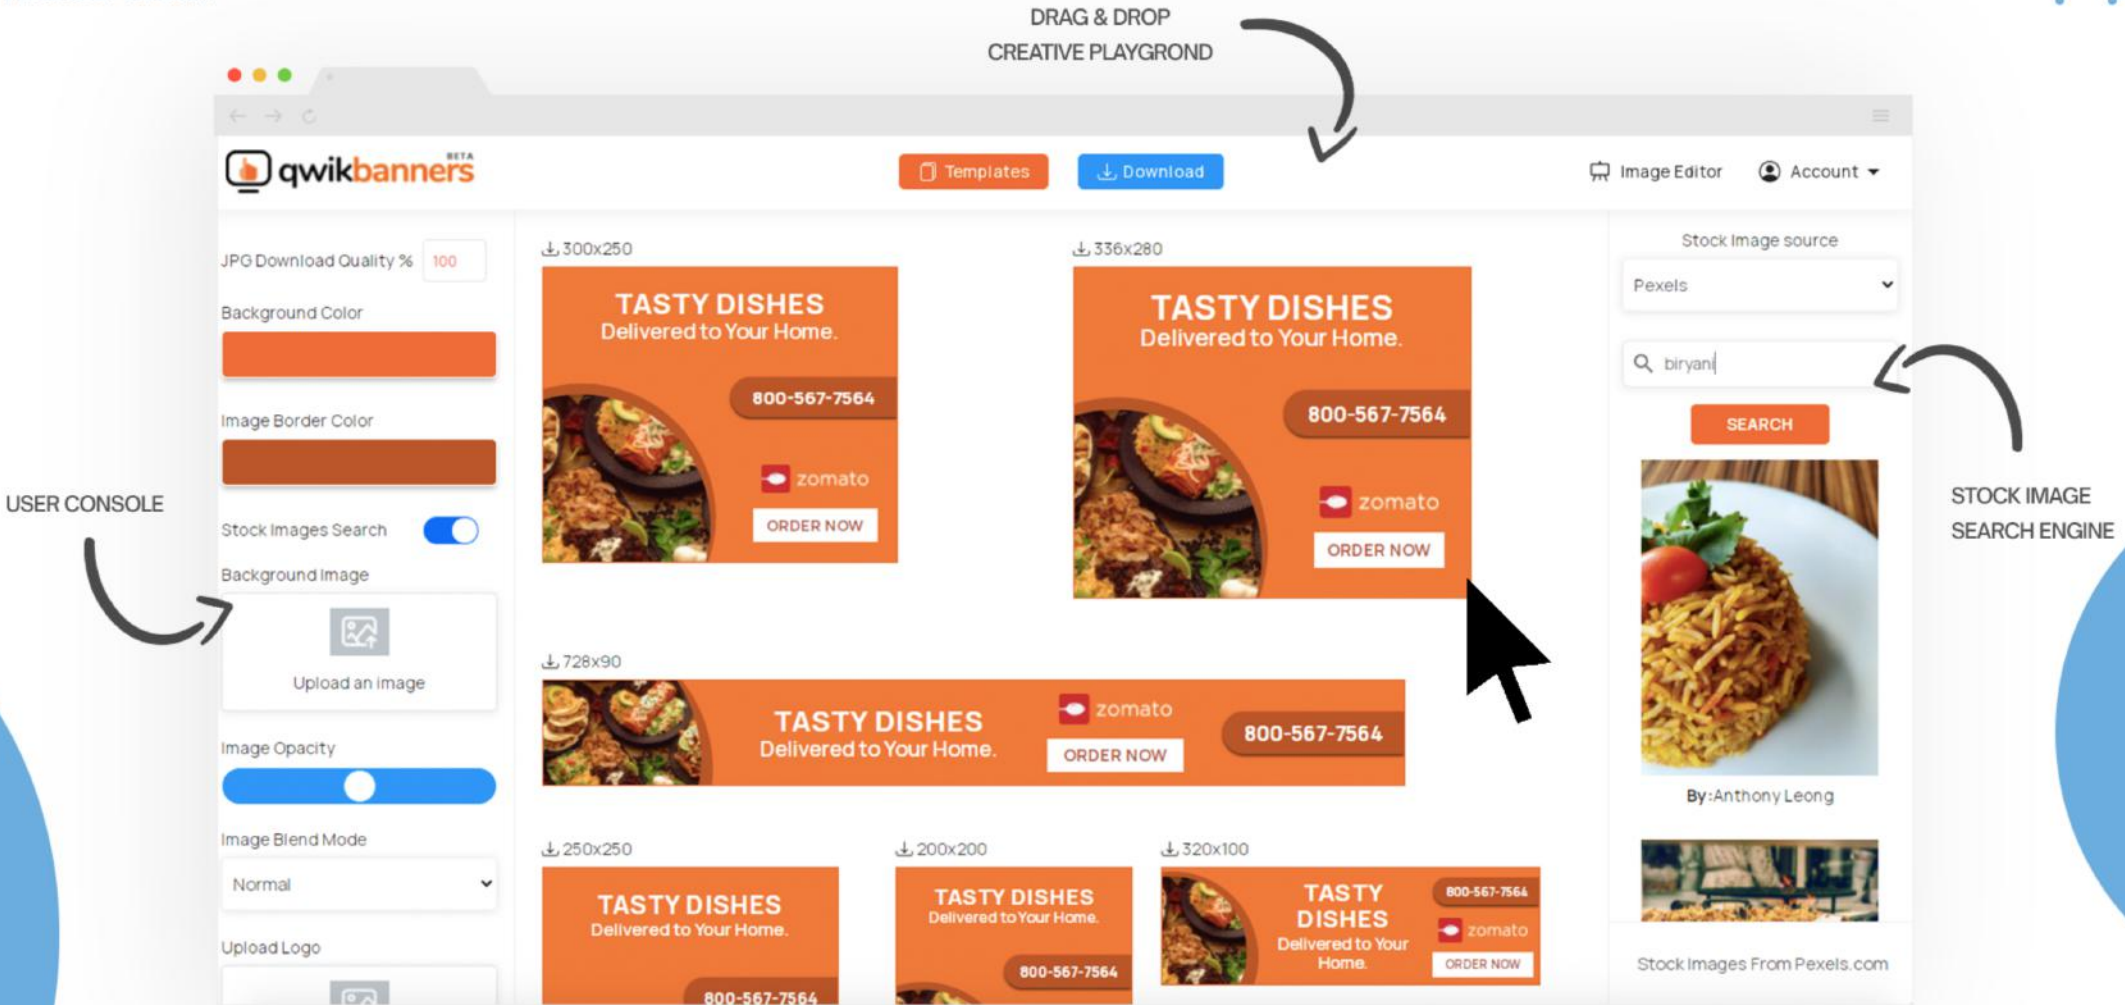 DRAG & DROP
CREATIVE PLAYGROND
qwikbanners
BETA
Templates
Download
Image Editor
Account
JPG Download Quality %
100
Background Color
Image Border Color
Stock Images Search
Background Image
Upload an image
Image Opacity
Image Blend Mode
Normal
Upload Logo
USER CONSOLE
300x250
TASTY DISHES
Delivered to Your Home.
800-567-7564
zomato
ORDER NOW
336x280
TASTY DISHES
Delivered to Your Home.
800-567-7564
zomato
ORDER NOW
728x90
TASTY DISHES
Delivered to Your Home.
zomato
ORDER NOW
800-567-7564
250x250
TASTY DISHES
Delivered to Your Home.
800-567-7564
200x200
TASTY DISHES
Delivered to Your Home.
800-567-7564
320x100
TASTY
DISHES
Delivered to Your
Home.
800-567-7564
zomato
ORDER NOW
Stock Image source
Pexels
biryani
SEARCH
By:Anthony Leong
Stock Images From Pexels.com
STOCK IMAGE
SEARCH ENGINE